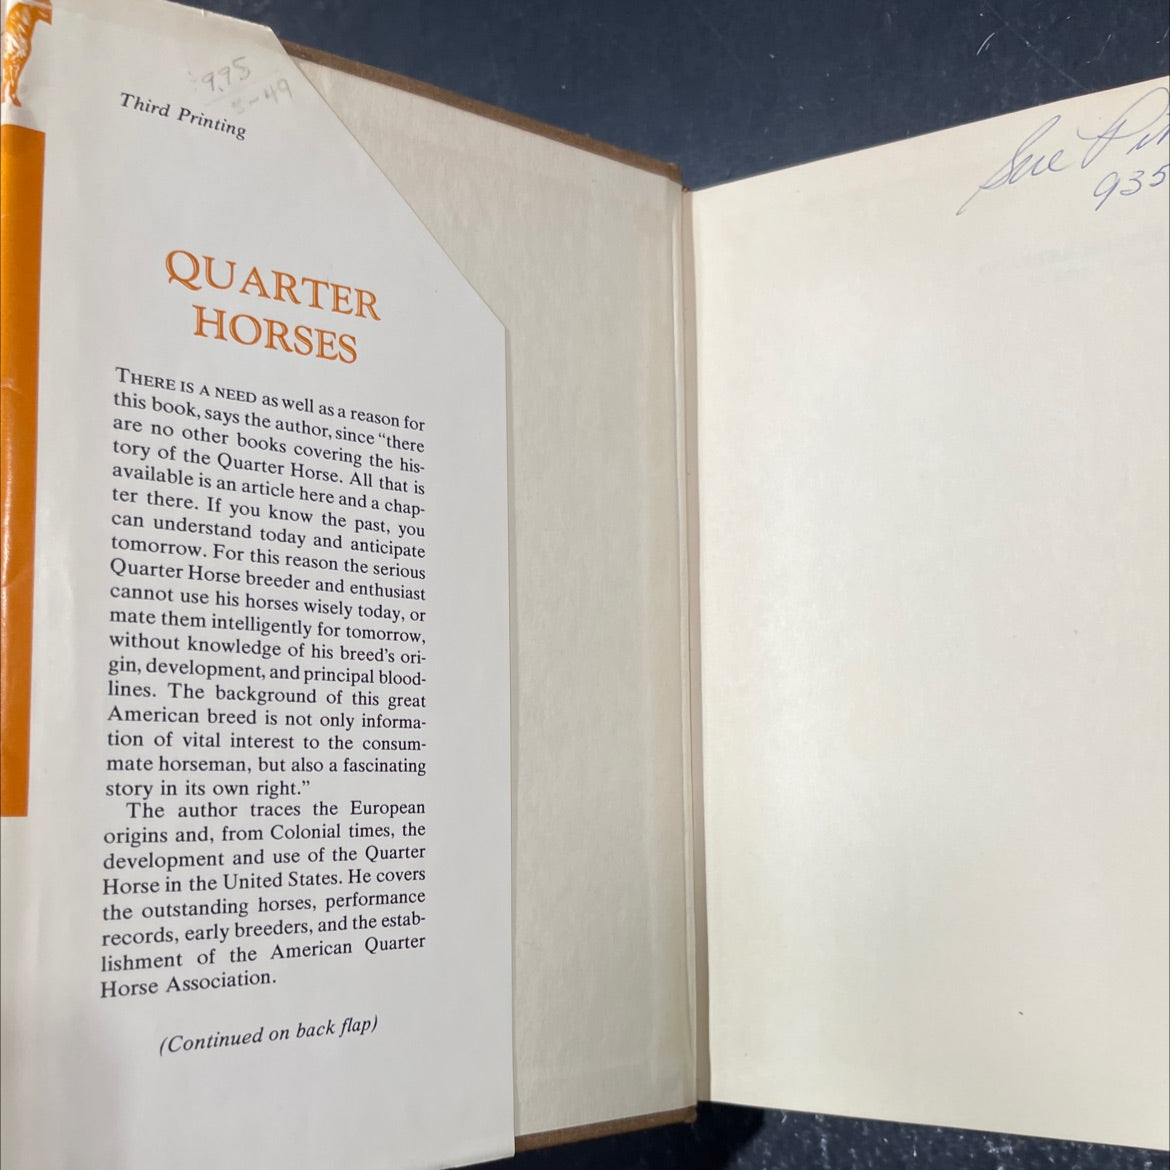 9.95
Third Printing
QUARTER
HORSES
THERE IS A NEED as well as a reason for
this book, says the author, since “there
are no other books covering the his-
tory of the Quarter Horse. All that is
available is an article here and a chap-
ter there. If you know the past, you
can understand today and anticipate
tomorrow. For this reason the serious
Quarter Horse breeder and enthusiast
cannot use his horses wisely today, or
mate them intelligently for tomorrow,
without knowledge of his breed’s ori-
gin, development, and principal blood-
lines. The background of this great
American breed is not only informa-
tion of vital interest to the consum-
mate horseman, but also a fascinating
story in its own right.”
The author traces the European
origins and, from Colonial times, the
development and use of the Quarter
Horse in the United States. He covers
the outstanding horses, performance
records, early breeders, and the estab-
lishment of the American Quarter
Horse Association.
(Continued on back flap)
Sue
935